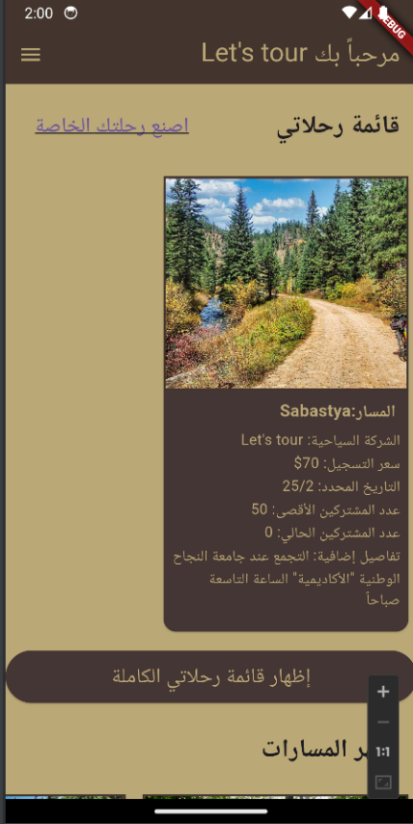 2:00
DEBUG
مرحباً بك Let's tour
قائمة رحلاتي
اصنع رحلتك الخاصة
المسار:Sabastya
الشركة السياحية: Let's tour
سعر التسجيل: 70$
التاريخ المحدد: 25/2
عدد المشتركين الأقصى: 50
عدد المشتركين الحالي: 0
تفاصيل إضافية: التجمع عند جامعة النجاح
الوطنية "الأكاديمية" الساعة التاسعة
صباحاً
إظهار قائمة رحلاتي الكاملة
المسارات
1:1